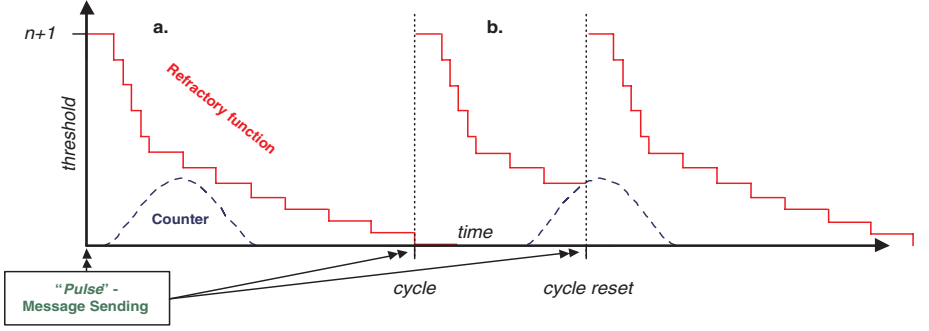 a.
b.
n+1
Refractory function
threshold
Counter
time
"Pulse" -
Message Sending
cycle
cycle reset